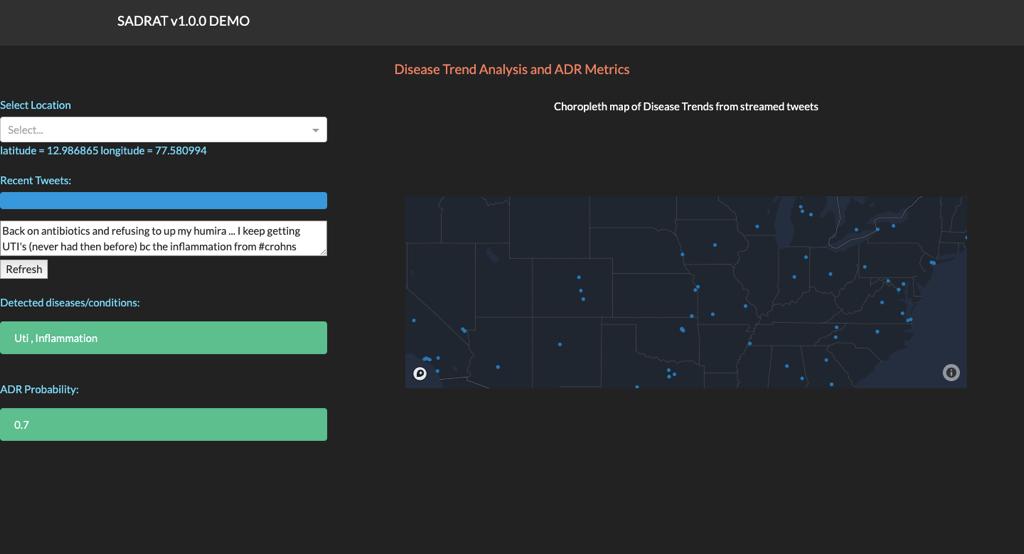 SADRAT v1.0.0 DEMO
Disease Trend Analysis and ADR Metrics
Select Location
Select...
latitude = 12.986865 longitude = 77.580994
Recent Tweets:
Back on antibiotics and refusing to up my humira ... I keep getting
UTI's (never had then before) bc the inflammation from #crohns
Refresh
Detected diseases/conditions:
Uti , Inflammation
ADR Probability:
0.7
Choropleth map of Disease Trends from streamed tweets